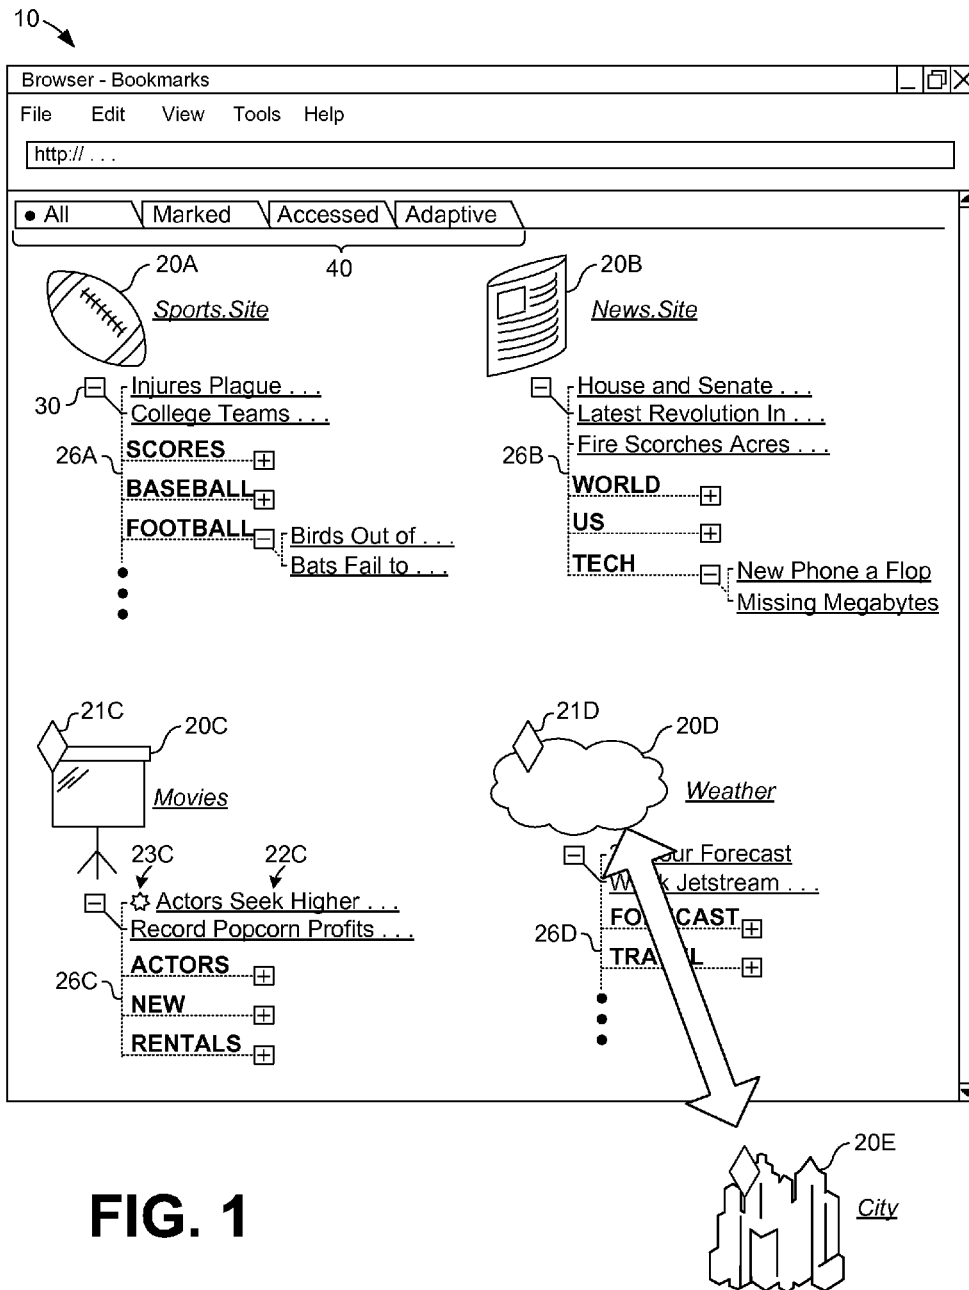 10
Browser - Bookmarks
File Edit View Tools Help
http:// . . .
• All Marked Accessed Adaptive
40
20A
Sports.Site
30
Injures Plague . . .
College Teams . . .
26A
SCORES
BASEBALL
FOOTBALL
Birds Out of . . .
Bats Fail to . . .
20B
News.Site
House and Senate . . .
Latest Revolution In . . .
Fire Scorches Acres . . .
26B
WORLD
US
TECH
New Phone a Flop
Missing Megabytes
21C
20C
Movies
23C
22C
Actors Seek Higher . . .
Record Popcorn Profits . . .
26C
ACTORS
NEW
RENTALS
21D
20D
Weather
Forecast
Jetstream . . .
26D
20E
City
FIG. 1